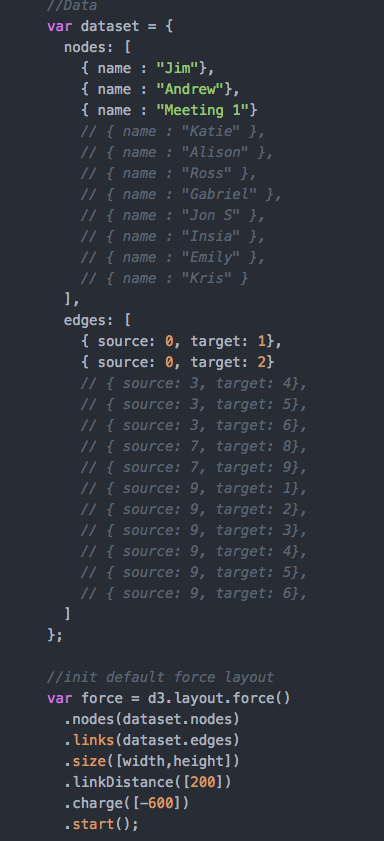 //Data
var dataset = {
  nodes: [
    { name : "Jim"},
    { name : "Andrew"},
    { name : "Meeting 1"}
    // { name : "Katie" },
    // { name : "Alison" },
    // { name : "Ross" },
    // { name : "Gabriel" },
    // { name : "Jon S" },
    // { name : "Insia" },
    // { name : "Emily" },
    // { name : "Kris" }
  ],
  edges: [
    { source: 0, target: 1},
    { source: 0, target: 2}
    // { source: 3, target: 4},
    // { source: 3, target: 5},
    // { source: 3, target: 6},
    // { source: 7, target: 8},
    // { source: 7, target: 9},
    // { source: 9, target: 1},
    // { source: 9, target: 2},
    // { source: 9, target: 3},
    // { source: 9, target: 4},
    // { source: 9, target: 5},
    // { source: 9, target: 6},
  ]
};

//init default force layout
var force = d3.layout.force()
  .nodes(dataset.nodes)
  .links(dataset.edges)
  .size([width,height])
  .linkDistance([200])
  .charge([-600])
  .start();